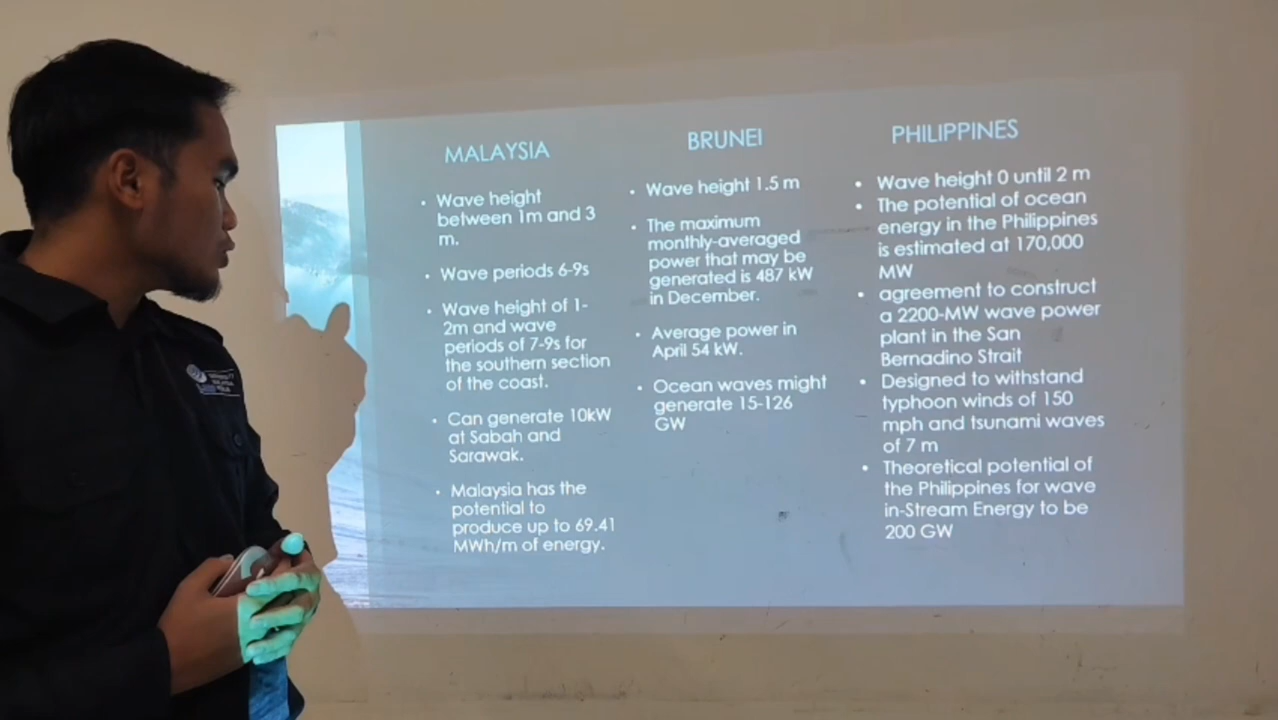 MALAYSIA
• Wave height
between 1m and 3
m.
• Wave periods 6-9s
• Wave height of 1-
2m and wave
periods of 7-9s for
the southern section
of the coast.
• Can generate 10kW
at Sabah and
Sarawak.
• Malaysia has the
potential to
produce up to 69.41
MWh/m of energy.
BRUNEI
• Wave height 1.5 m
• The maximum
monthly-averaged
power that may be
generated is 487 kW
in December.
• Average power in
April 54 kW.
• Ocean waves might
generate 15-126
GW
PHILIPPINES
• Wave height 0 until 2 m
• The potential of ocean
energy in the Philippines
is estimated at 170,000
MW
• agreement to construct
a 2200-MW wave power
plant in the San
Bernadino Strait
• Designed to withstand
typhoon winds of 150
mph and tsunami waves
of 7 m
• Theoretical potential of
the Philippines for wave
in-Stream Energy to be
200 GW